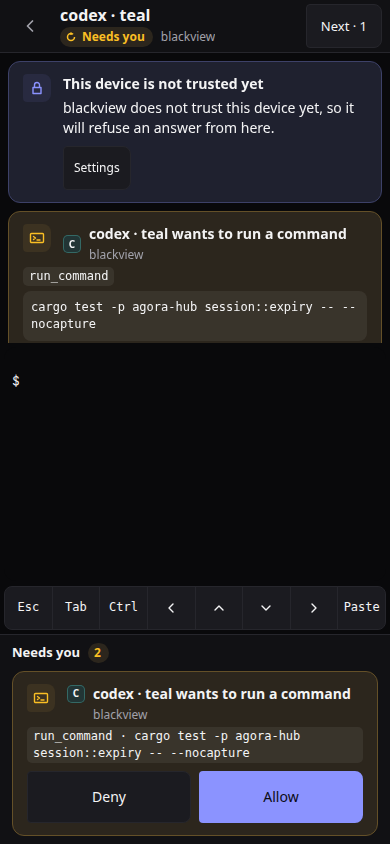 codex · teal
Needs you blackview
Next · 1
This device is not trusted yet
blackview does not trust this device yet, so it
will refuse an answer from here.
Settings
C codex · teal wants to run a command
blackview
run_command
cargo test -p agora-hub session::expiry -- --
nocapture
$
Esc Tab Ctrl Paste
Needs you 2
C codex · teal wants to run a command
blackview
run_command · cargo test -p agora-hub
session::expiry -- --nocapture
Deny Allow